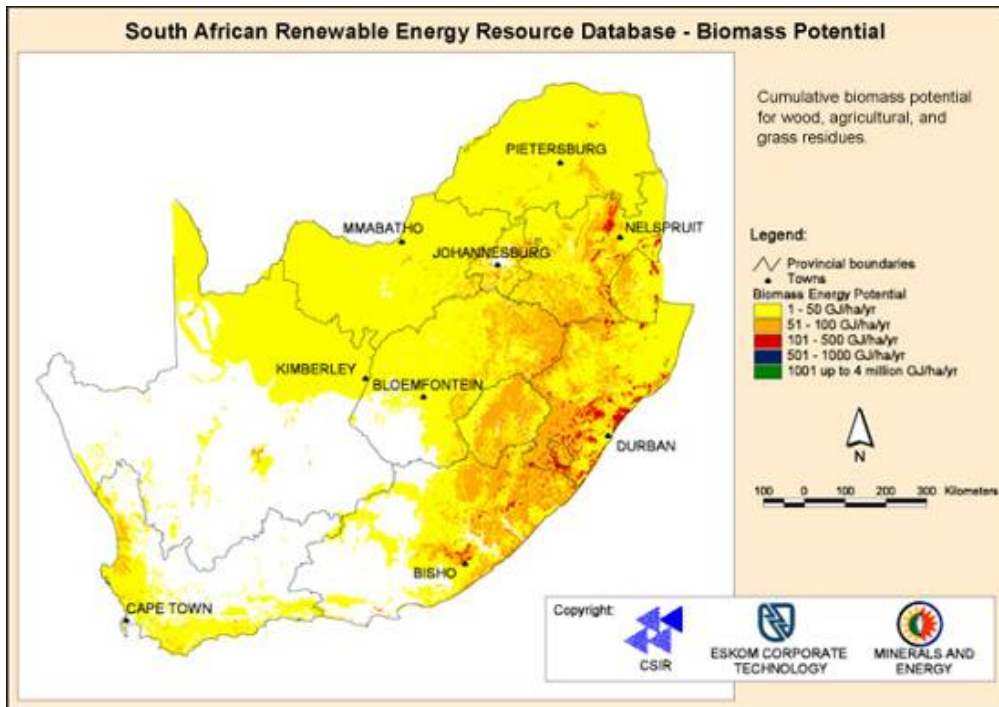 South African Renewable Energy Resource Database - Biomass Potential
Cumulative biomass potential
for wood, agricultural, and
grass residues.
PIETERSBURG
MMABATHO
NELSPRUIT
JOHANNESBURG
KIMBERLEY
BLOEMFONTEIN
DURBAN
BISHO
CAPE TOWN
Legend:
Provincial boundaries
Towns
Biomass Energy Potential
1 - 50 GJ/ha/yr
51 - 100 GJ/ha/yr
101 - 500 GJ/ha/yr
501 - 1000 GJ/ha/yr
1001 up to 4 million GJ/ha/yr
N
100 0 100 200 300 Kilometers
Copyright:
CSIR
ESKOM CORPORATE
TECHNOLOGY
MINERALS AND
ENERGY